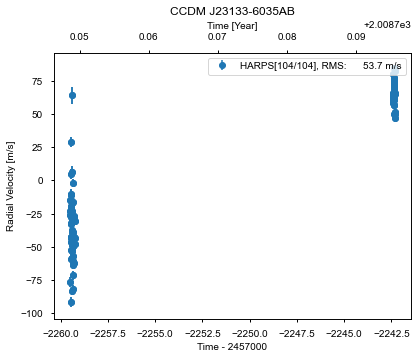 CCDM J23133-6035AB
Time [Year]
+2.0087e3
0.05 0.06 0.07 0.08 0.09
HARPS[104/104], RMS: 53.7 m/s
Radial Velocity [m/s]
75
50
25
0
−25
−50
−75
−100
−2260.0 −2257.5 −2255.0 −2252.5 −2250.0 −2247.5 −2245.0 −2242.5
Time - 2457000